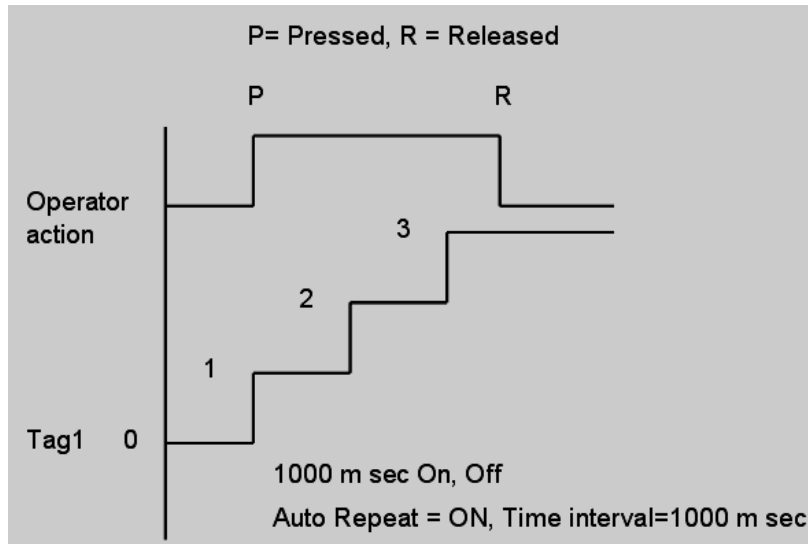 P= Pressed, R = Released
P R
Operator
action
3
2
1
Tag1 0
1000 m sec On, Off
Auto Repeat = ON, Time interval=1000 m sec